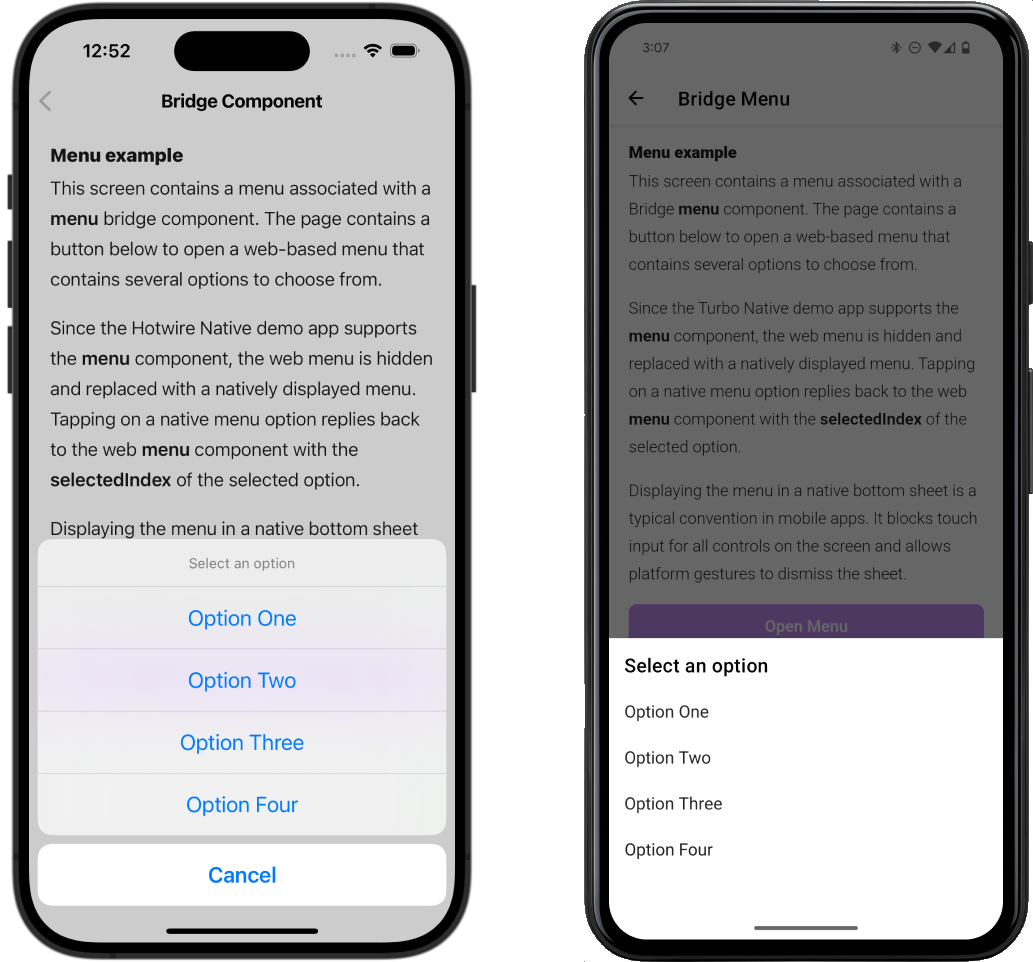 12:52
Bridge Component
Menu example
This screen contains a menu associated with a
menu bridge component. The page contains a
button below to open a web-based menu that
contains several options to choose from.
Since the Hotwire Native demo app supports
the menu component, the web menu is hidden
and replaced with a natively displayed menu.
Tapping on a native menu option replies back
to the web menu component with the
selectedIndex of the selected option.
Displaying the menu in a native bottom sheet
Select an option
Option One
Option Two
Option Three
Option Four
Cancel
3:07
Bridge Menu
Menu example
This screen contains a menu associated with a
Bridge menu component. The page contains a
button below to open a web-based menu that
contains several options to choose from.
Since the Turbo Native demo app supports the
menu component, the web menu is hidden and
replaced with a natively displayed menu. Tapping
on a native menu option replies back to the web
menu component with the selectedIndex of the
selected option.
Displaying the menu in a native bottom sheet is a
typical convention in mobile apps. It blocks touch
input for all controls on the screen and allows
platform gestures to dismiss the sheet.
Open Menu
Select an option
Option One
Option Two
Option Three
Option Four